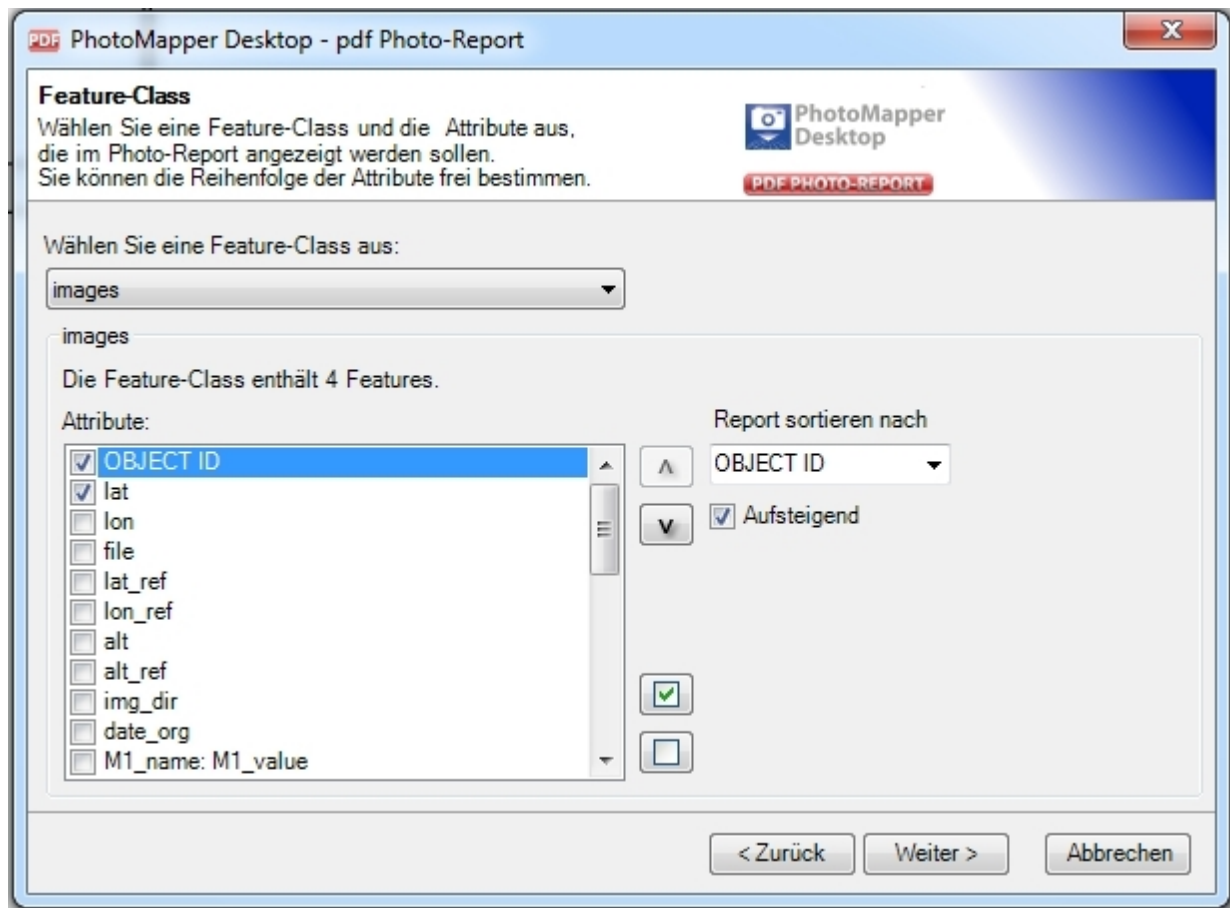 PDF PhotoMapper Desktop - pdf Photo-Report
Feature-Class
Wählen Sie eine Feature-Class und die Attribute aus,
die im Photo-Report angezeigt werden sollen.
Sie können die Reihenfolge der Attribute frei bestimmen.
PhotoMapper
Desktop
PDF PHOTO-REPORT
Wählen Sie eine Feature-Class aus:
images
images
Die Feature-Class enthält 4 Features.
Attribute:
OBJECT ID
lat
lon
file
lat_ref
lon_ref
alt
alt_ref
img_dir
date_org
M1_name: M1_value
Report sortieren nach
OBJECT ID
Aufsteigend
< Zurück
Weiter >
Abbrechen